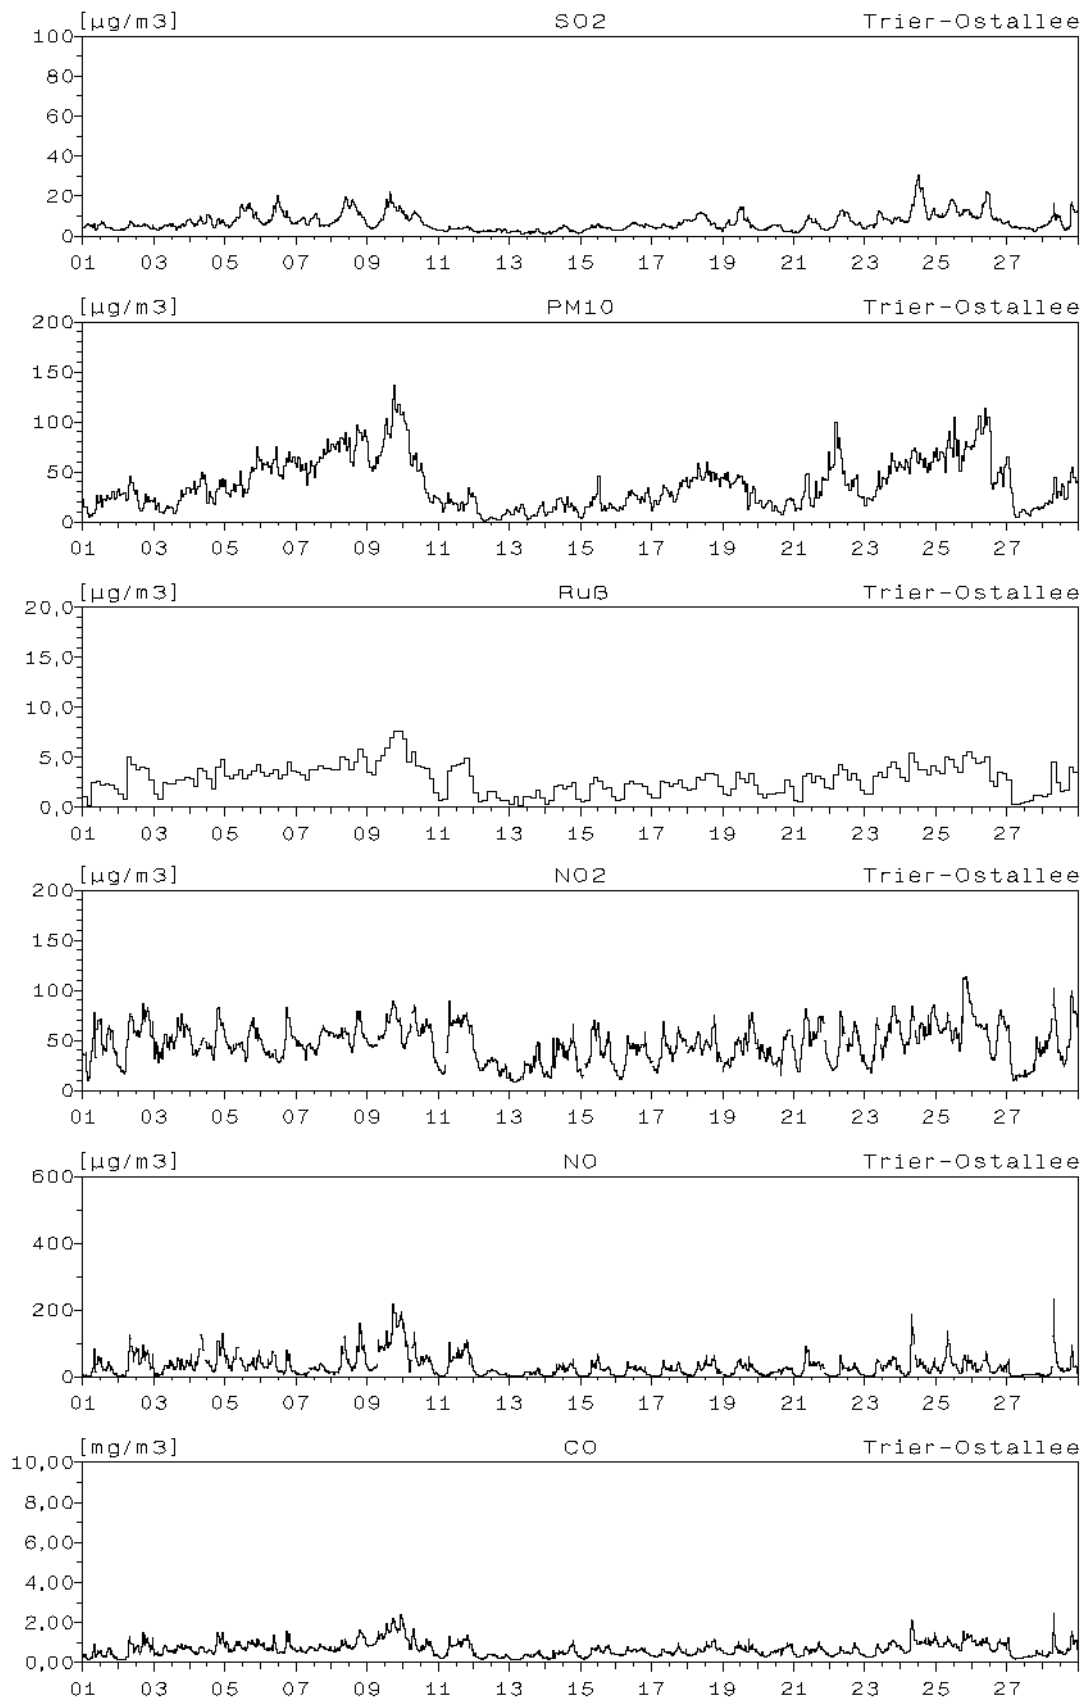 [µg/m3] SO2 Trier-Ostallee
100
80
60
40
20
0
01 03 05 07 09 11 13 15 17 19 21 23 25 27
[µg/m3] PM10 Trier-Ostallee
200
150
100
50
0
01 03 05 07 09 11 13 15 17 19 21 23 25 27
[µg/m3] Ruß Trier-Ostallee
20,0
15,0
10,0
5,0
0,0
01 03 05 07 09 11 13 15 17 19 21 23 25 27
[µg/m3] NO2 Trier-Ostallee
200
150
100
50
0
01 03 05 07 09 11 13 15 17 19 21 23 25 27
[µg/m3] NO Trier-Ostallee
600
400
200
0
01 03 05 07 09 11 13 15 17 19 21 23 25 27
[mg/m3] CO Trier-Ostallee
10,00
8,00
6,00
4,00
2,00
0,00
01 03 05 07 09 11 13 15 17 19 21 23 25 27